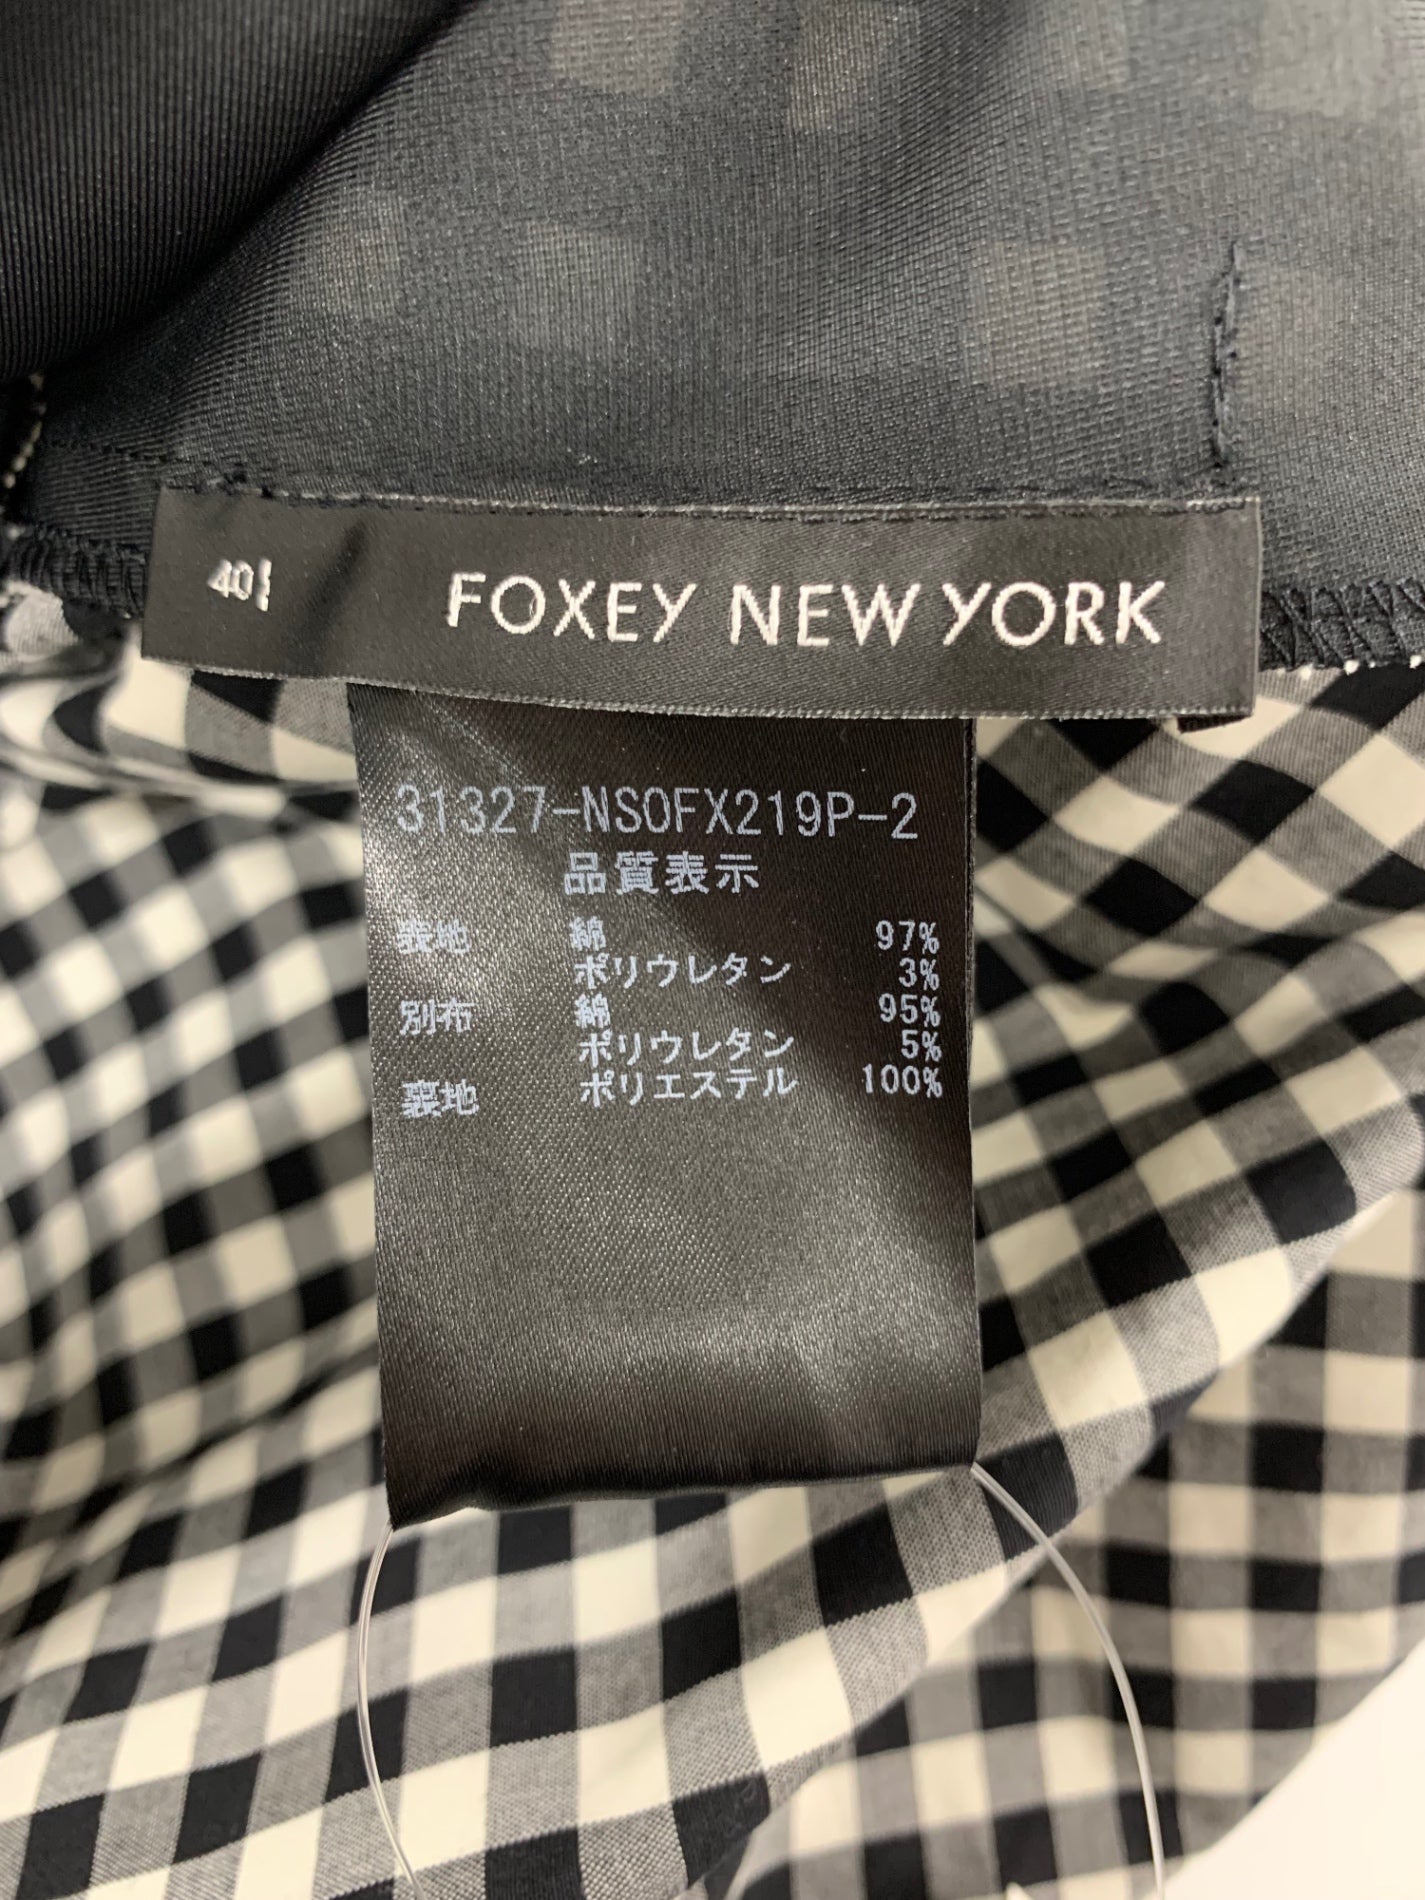 40
FOXEY NEW YORK
31327-NSOFX219P-2
品質表示
表地 綿 97%
ポリウレタン 3%
別布 綿 95%
ポリウレタン 5%
裏地 ポリエステル 100%